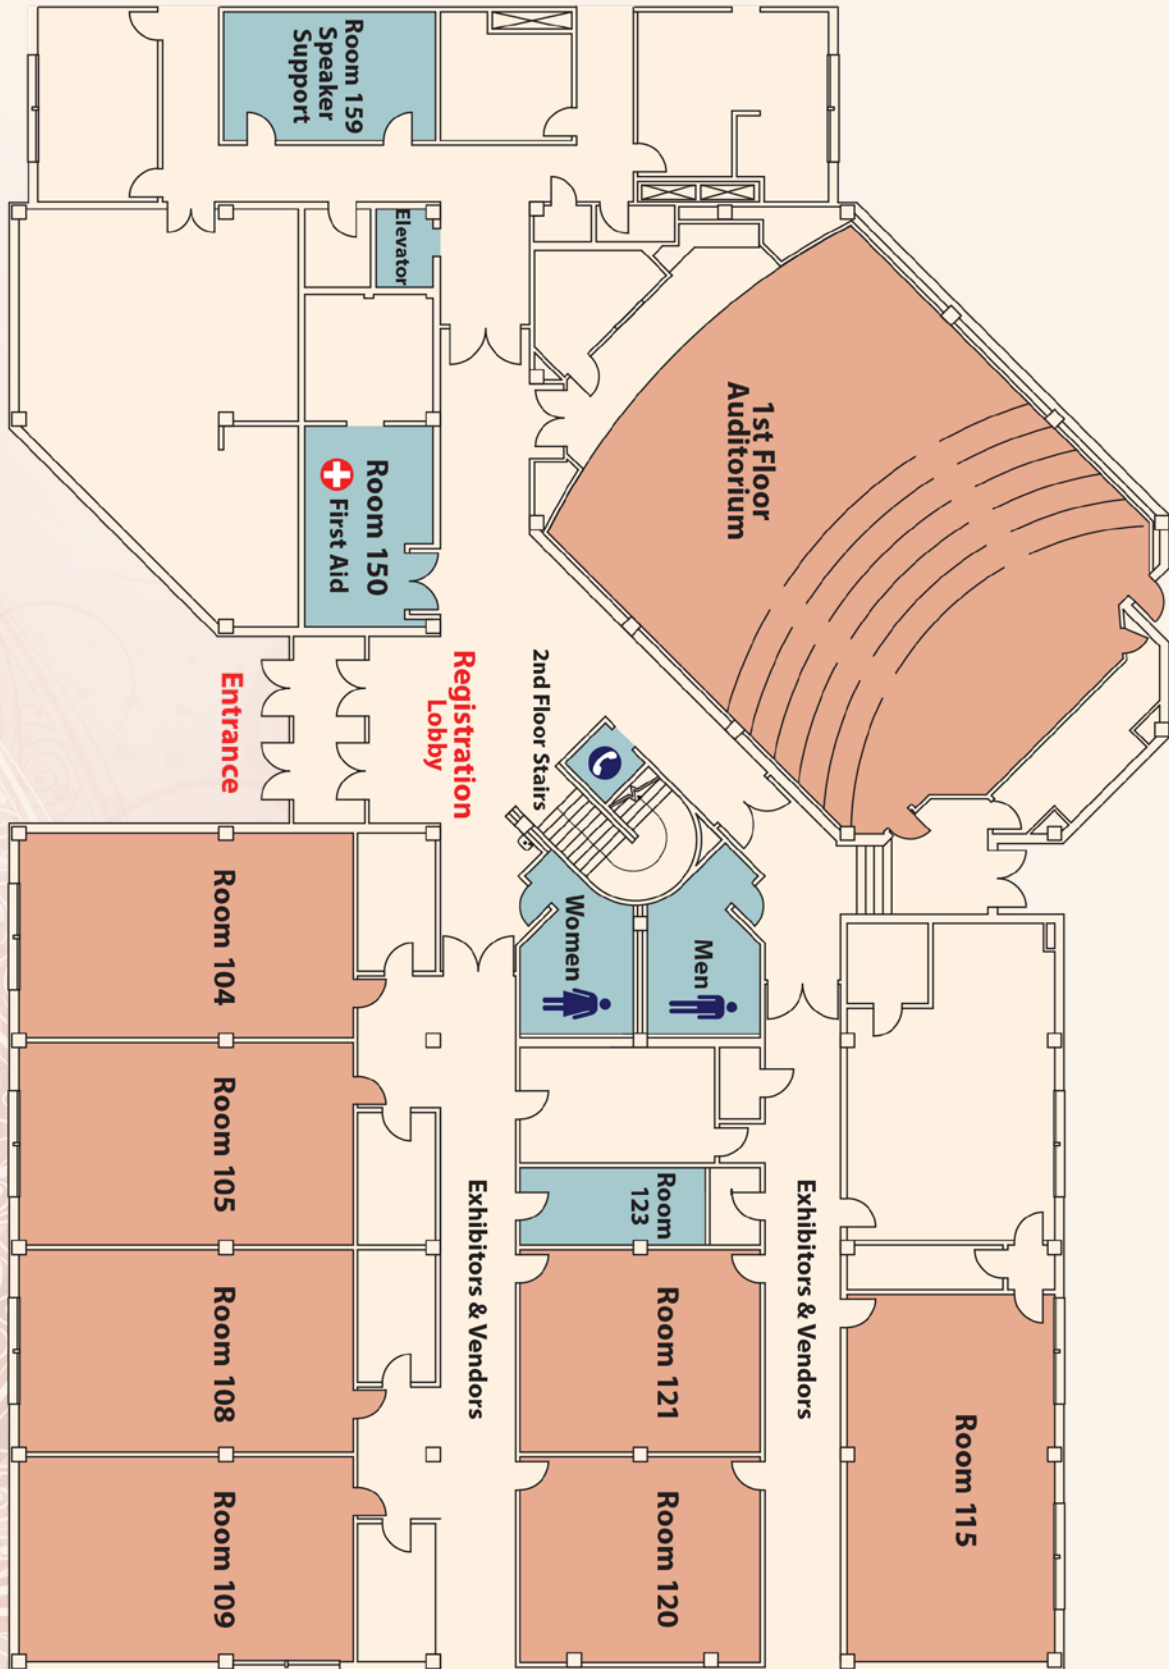 Room 159
Speaker
Support
Elevator
Room 150
First Aid
1st Floor
Auditorium
Entrance
Registration
Lobby
2nd Floor Stairs
Women
Men
Room 104
Room 105
Room 108
Room 109
Exhibitors & Vendors
Room
123
Room 121
Room 120
Exhibitors & Vendors
Room 115